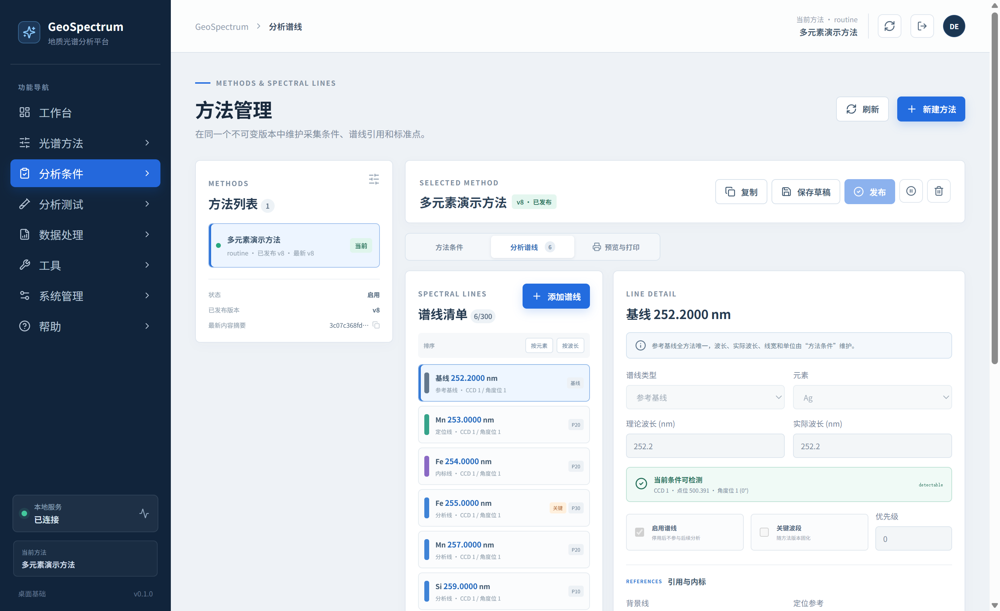 GeoSpectrum
地质光谱分析平台
功能导航
工作台
光谱方法
分析条件
分析测试
数据处理
工具
系统管理
帮助
本地服务
已连接
当前方法
多元素演示方法
桌面基础 v0.1.0
GeoSpectrum > 分析谱线
当前方法 • routine
多元素演示方法
DE
METHODS & SPECTRAL LINES
方法管理
在同一个不可变版本中维护采集条件、谱线引用和标准点。
刷新
新建方法
METHODS
方法列表 1
多元素演示方法
routine • 已发布 v8 • 最新 v8
当前
状态 启用
已发布版本 v8
最新内容摘要 3c07c368fd…
SELECTED METHOD
多元素演示方法 v8 • 已发布
复制
保存草稿
发布
方法条件
分析谱线 6
预览与打印
SPECTRAL LINES
谱线清单 6/300
添加谱线
排序 按元素 按波长
基线 252.2000 nm
参考基线 • CCD 1 / 角度位 1
基线
Mn 253.0000 nm
定位线 • CCD 1 / 角度位 1
P20
Fe 254.0000 nm
内标线 • CCD 1 / 角度位 1
P20
Fe 255.0000 nm
分析线 • CCD 1 / 角度位 1
关键 P30
Mn 257.0000 nm
分析线 • CCD 1 / 角度位 1
P20
Si 259.0000 nm
分析线 • CCD 1 / 角度位 1
P10
LINE DETAIL
基线 252.2000 nm
参考基线全方法唯一，波长、实际波长、线宽和单位由“方法条件”维护。
谱线类型 元素
参考基线 Ag
理论波长 (nm) 实际波长 (nm)
252.2 252.2
当前条件可检测
CCD 1 • 点位 500.391 • 角度位 1 (0°)
detectable
启用谱线
停用后不参与后续分析
关键波段
随方法版本固化
优先级
0
REFERENCES 引用与内标
背景线 定位参考